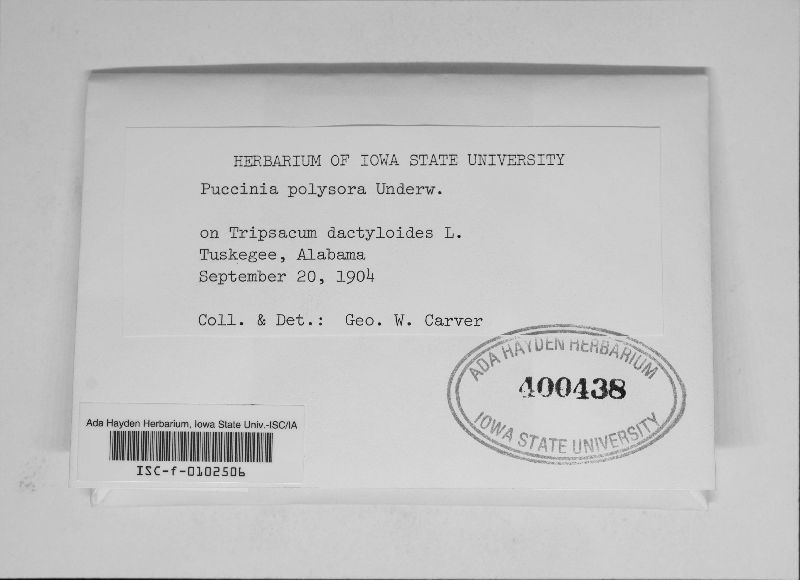 HERBARIUM OF IOWA STATE UNIVERSITY
Puccinia polysora Underw.
on Tripsacum dactyloides L.
Tuskegee, Alabama
September 20, 1904
Coll. & Det.: Geo. W. Carver
ADA HAYDEN HERBARIUM
400438
IOWA STATE UNIVERSITY
Ada Hayden Herbarium, Iowa State Univ.-ISC/IA
ISC-f-0102506